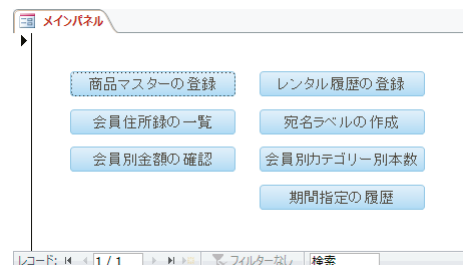 メインパネル
商品マスターの登録 レンタル履歴の登録
会員住所録の一覧 宛名ラベルの作成
会員別金額の確認 会員別カテゴリー別本数
期間指定の履歴
レコード: 1 / 1 フィルターなし 検索